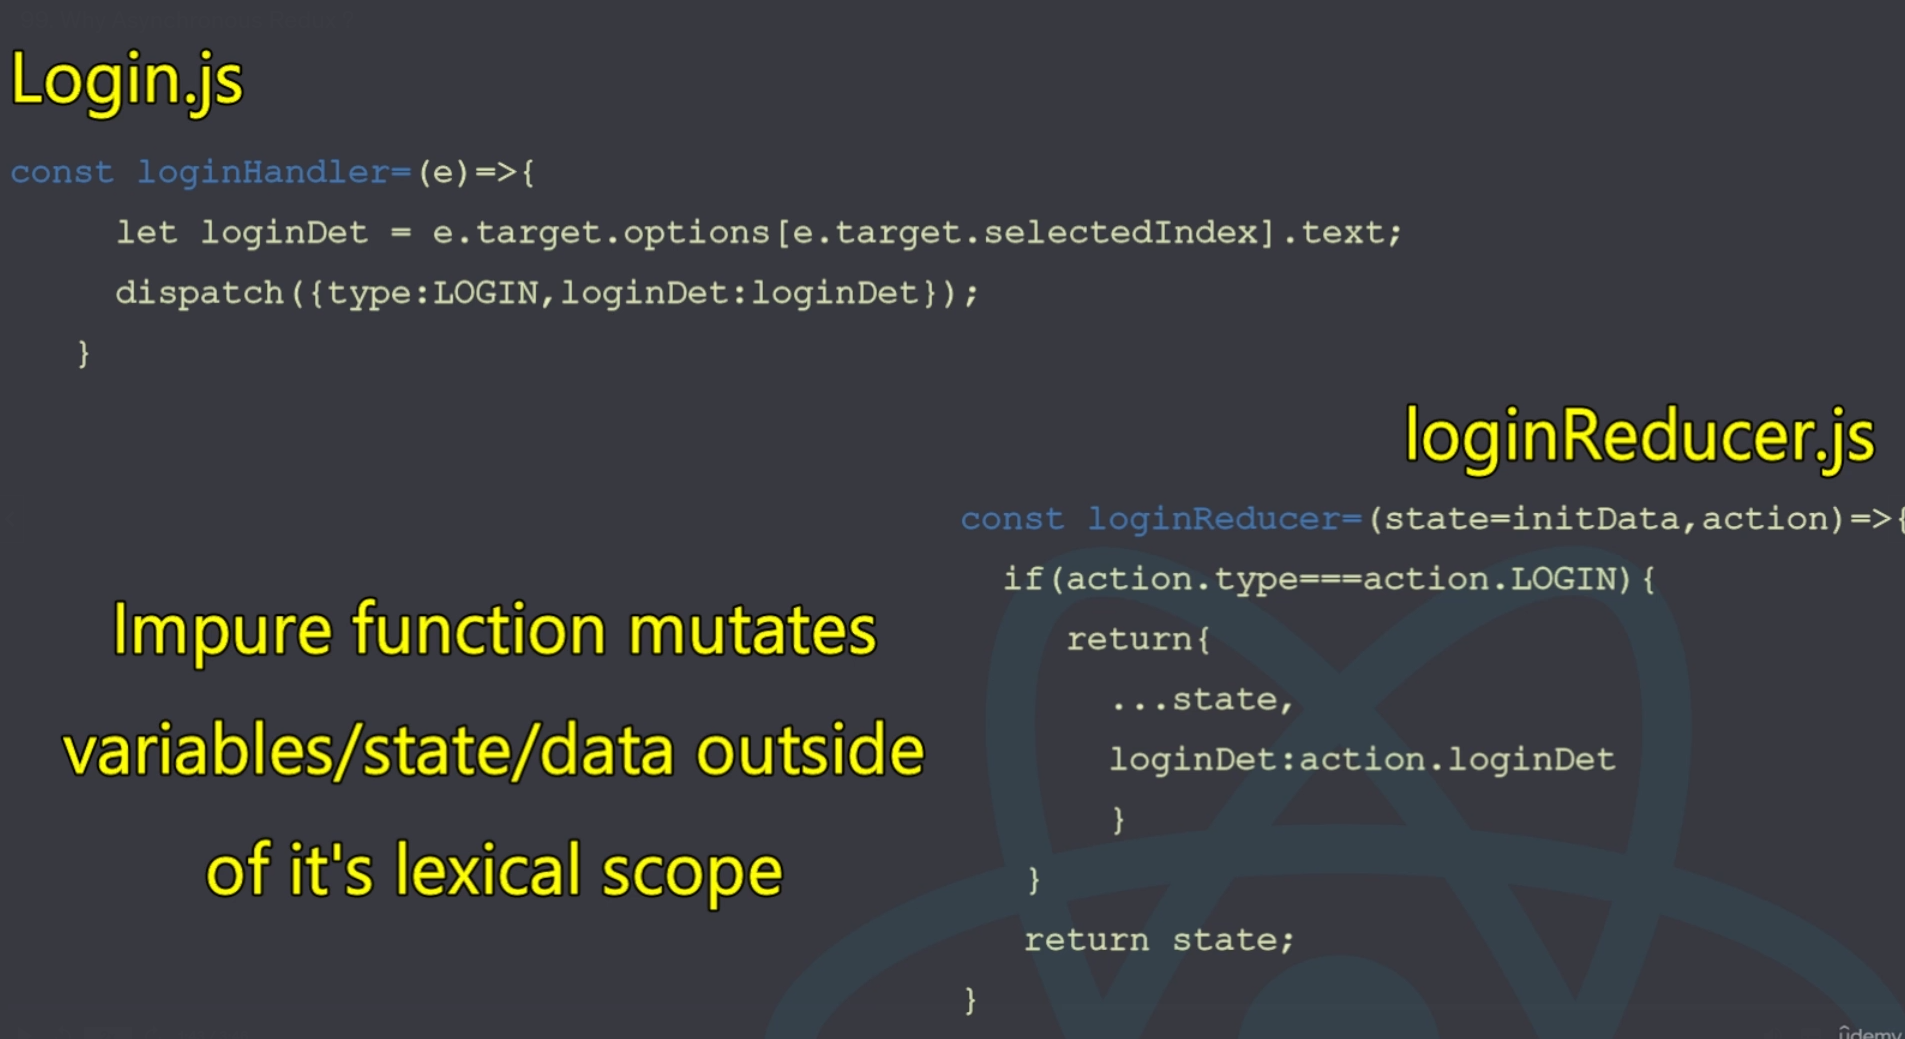 Login.js
const loginHandler=(e)=>{
let loginDet = e.target.options[e.target.selectedIndex].text;
dispatch({type:LOGIN,loginDet:loginDet});
}
loginReducer.js
const loginReducer=(state=initData,action)=>{
if(action.type===action.LOGIN){
return{
...state,
loginDet:action.loginDet
}
}
return state;
}
Impure function mutates
variables/state/data outside
of it's lexical scope
ûdemy